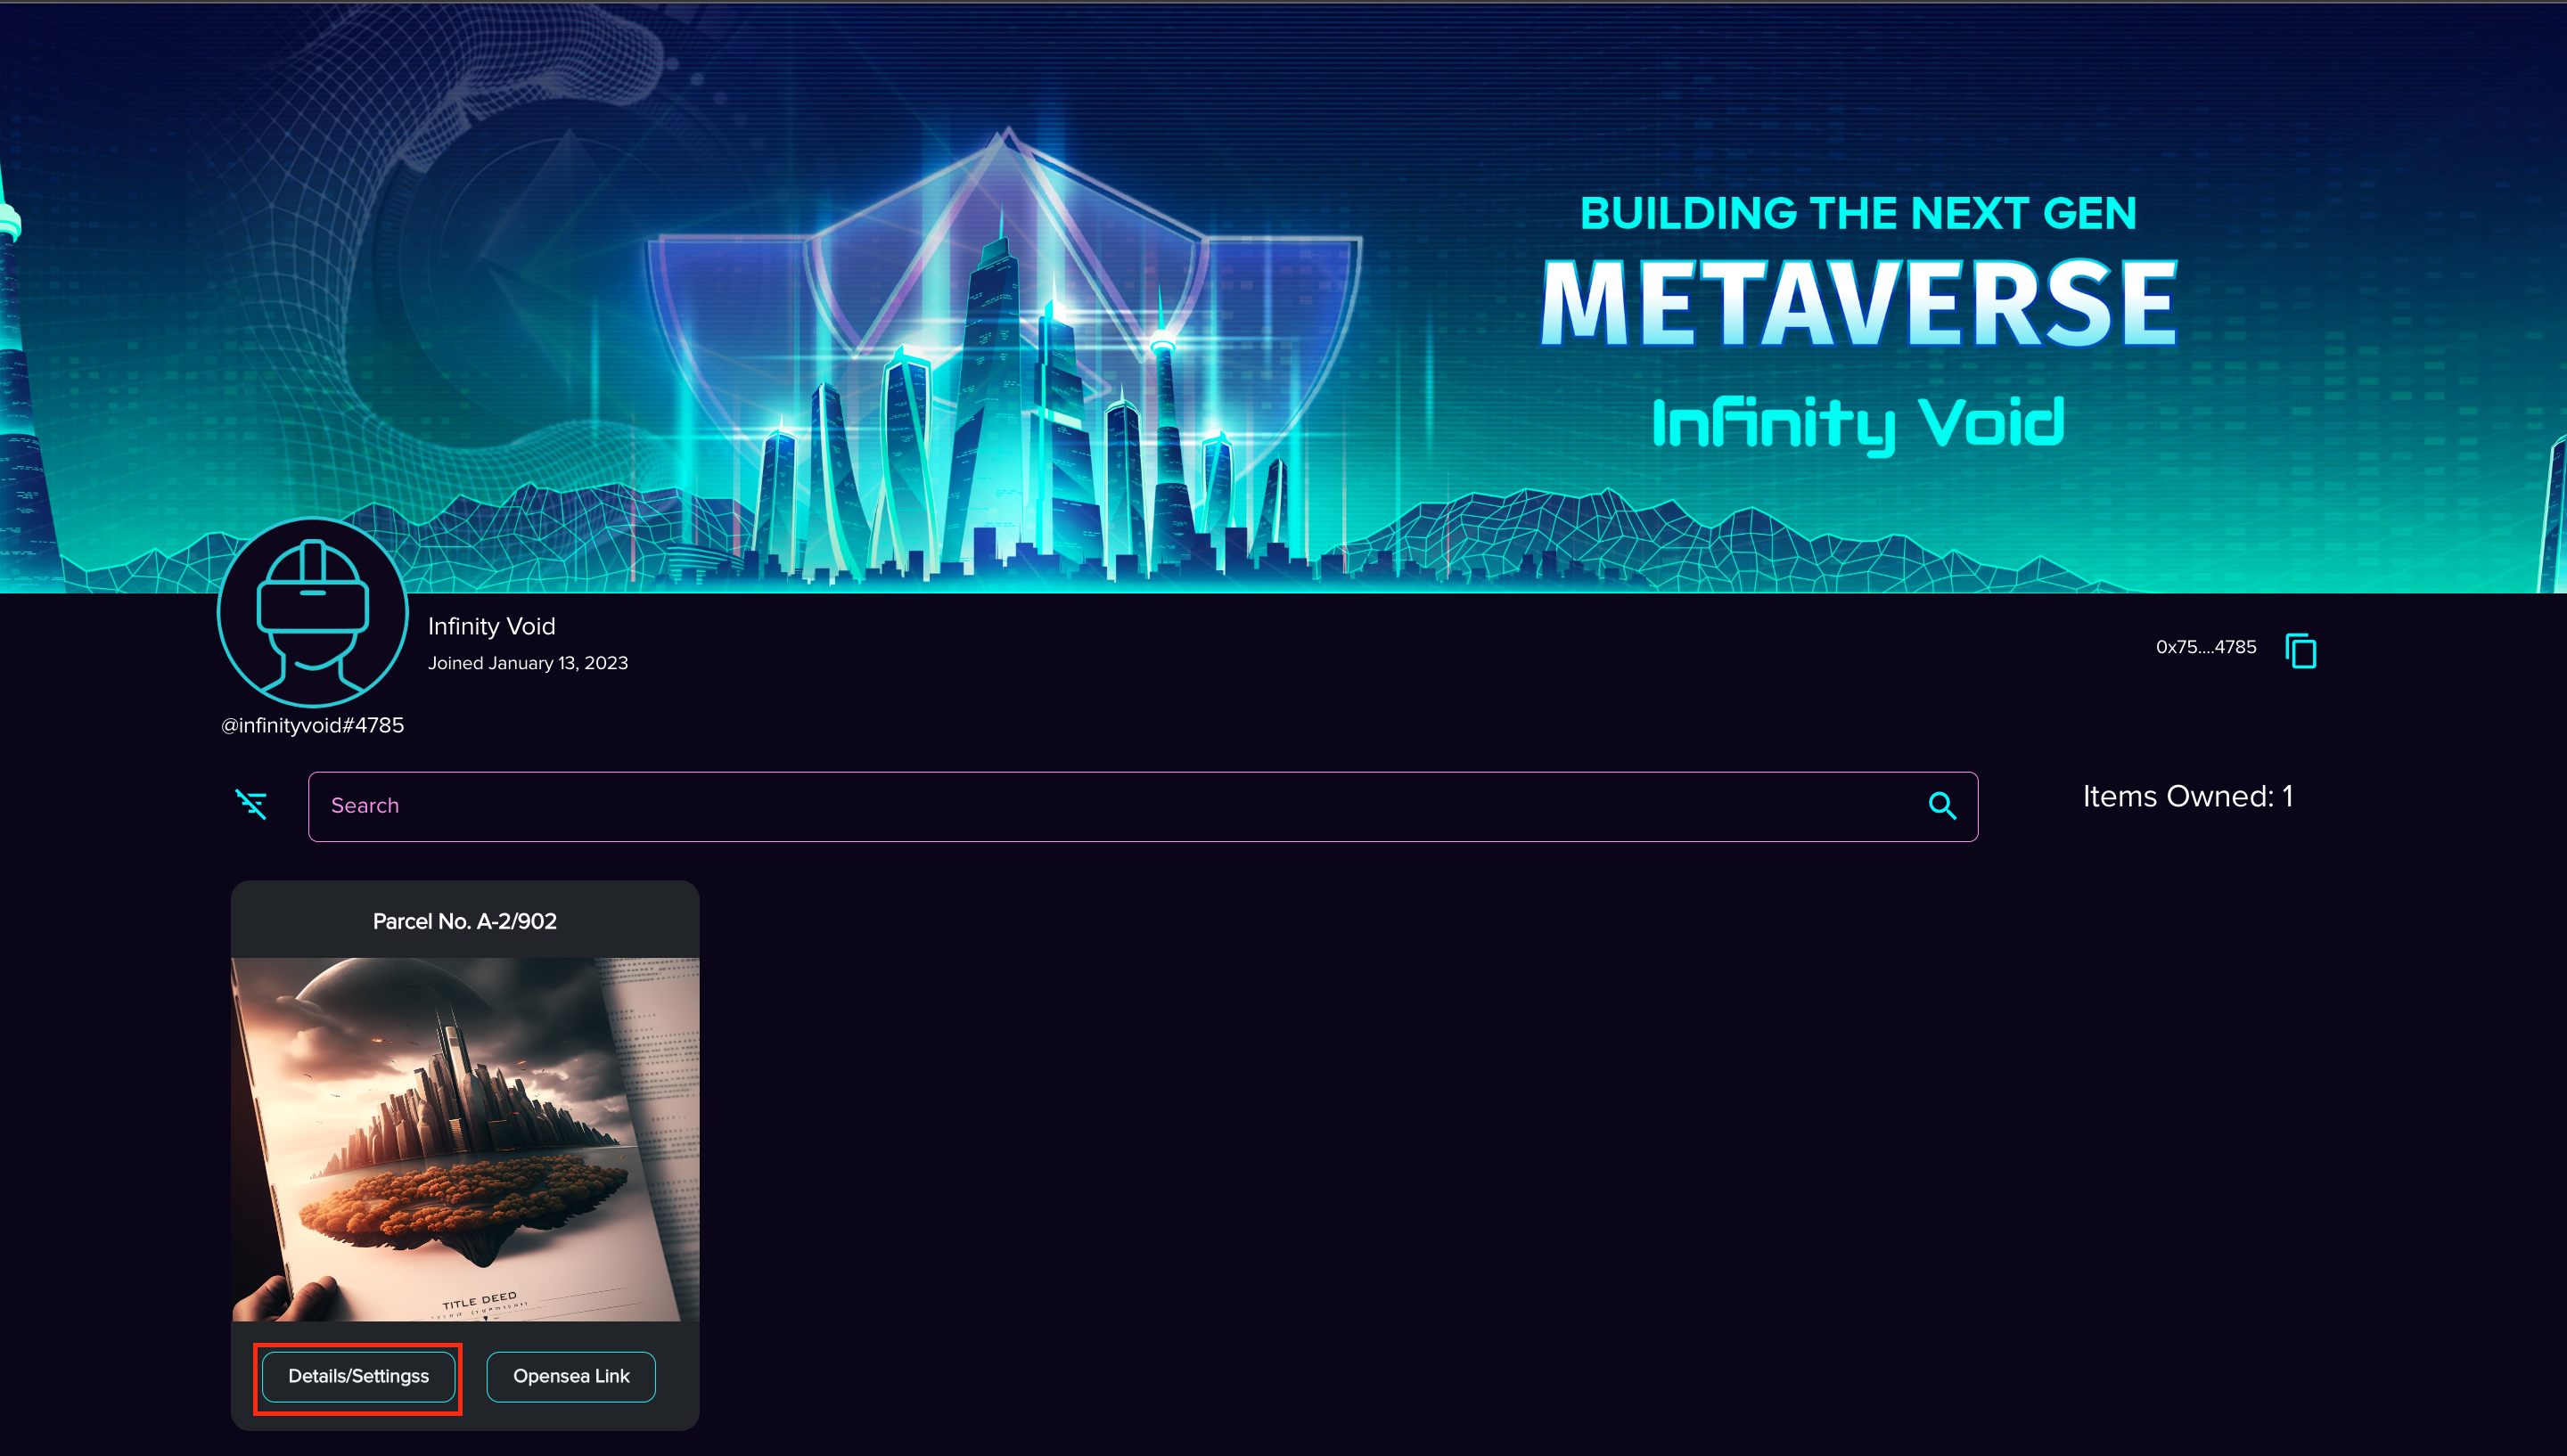 BUILDING THE NEXT GEN
METAVERSE
Infinity Void
Infinity Void
Joined January 13, 2023
0x75....4785
@infinityvoid#4785
Search
Items Owned: 1
Parcel No. A-2/902
TITLE DEED
Details/Settingss
Opensea Link